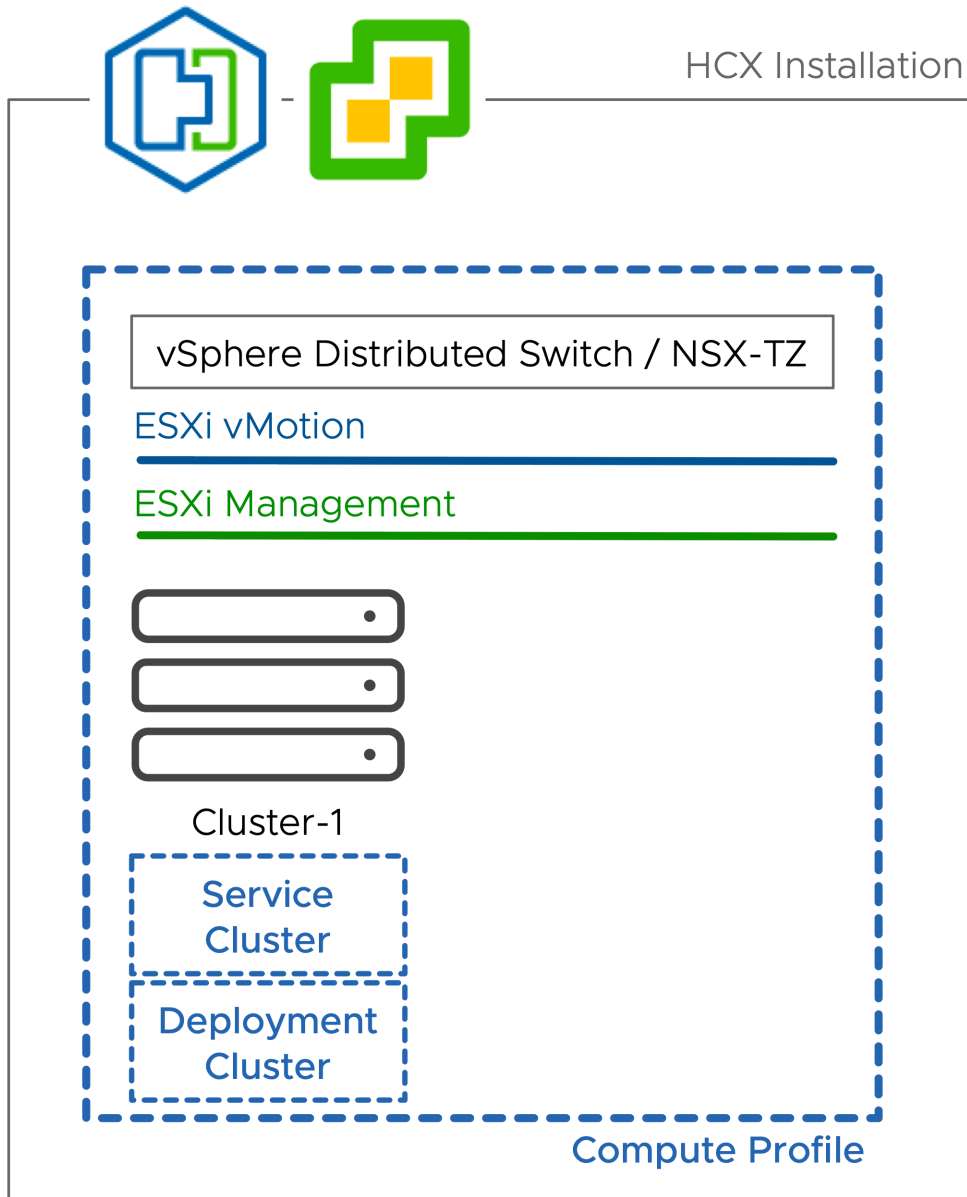 HCX Installation
vSphere Distributed Switch / NSX-TZ
ESXi vMotion
ESXi Management
Cluster-1
Service
Cluster
Deployment
Cluster
Compute Profile